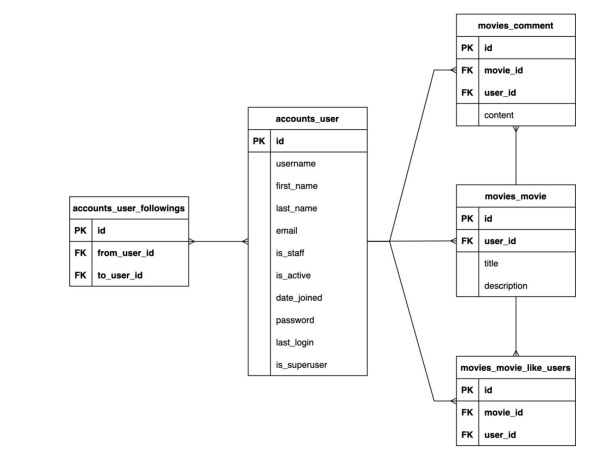 accounts_user_followings
PK id
FK from_user_id
FK to_user_id
accounts_user
PK id
username
first_name
last_name
email
is_staff
is_active
date_joined
password
last_login
is_superuser
movies_comment
PK id
FK movie_id
FK user_id
content
movies_movie
PK id
FK user_id
title
description
movies_movie_like_users
PK id
FK movie_id
FK user_id